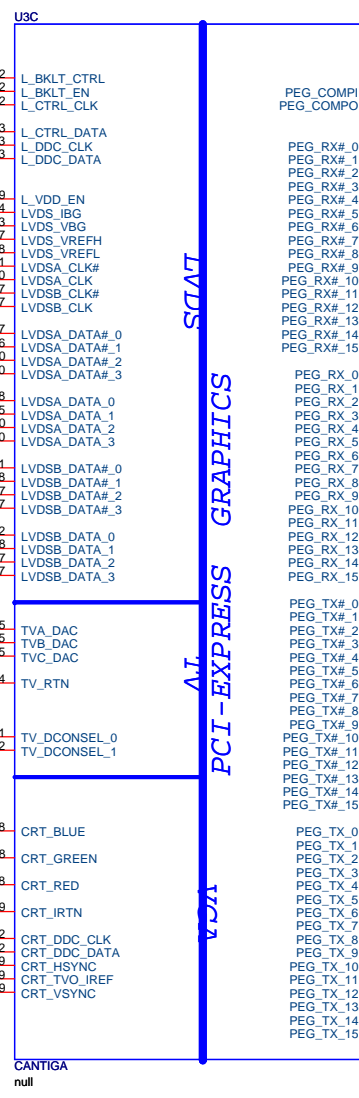 U3C
L_BKLT_CTRL
L_BKLT_EN
L_CTRL_CLK
L_CTRL_DATA
L_DDC_CLK
L_DDC_DATA
L_VDD_EN
LVDS_IBG
LVDS_VBG
LVDS_VREFH
LVDS_VREFL
LVDSA_CLK#
LVDSA_CLK
LVDSB_CLK#
LVDSB_CLK
LVDSA_DATA#_0
LVDSA_DATA#_1
LVDSA_DATA#_2
LVDSA_DATA#_3
LVDSA_DATA_0
LVDSA_DATA_1
LVDSA_DATA_2
LVDSA_DATA_3
LVDSB_DATA#_0
LVDSB_DATA#_1
LVDSB_DATA#_2
LVDSB_DATA#_3
LVDSB_DATA_0
LVDSB_DATA_1
LVDSB_DATA_2
LVDSB_DATA_3
TVA_DAC
TVB_DAC
TVC_DAC
TV_RTN
TV_DCONSEL_0
TV_DCONSEL_1
CRT_BLUE
CRT_GREEN
CRT_RED
CRT_IRTN
CRT_DDC_CLK
CRT_DDC_DATA
CRT_HSYNC
CRT_TVO_IREF
CRT_VSYNC
LVDS
TV
VGA
PCI-EXPRESS GRAPHICS
PEG_COMPI
PEG_COMPO
PEG_RX#_0
PEG_RX#_1
PEG_RX#_2
PEG_RX#_3
PEG_RX#_4
PEG_RX#_5
PEG_RX#_6
PEG_RX#_7
PEG_RX#_8
PEG_RX#_9
PEG_RX#_10
PEG_RX#_11
PEG_RX#_12
PEG_RX#_13
PEG_RX#_14
PEG_RX#_15
PEG_RX_0
PEG_RX_1
PEG_RX_2
PEG_RX_3
PEG_RX_4
PEG_RX_5
PEG_RX_6
PEG_RX_7
PEG_RX_8
PEG_RX_9
PEG_RX_10
PEG_RX_11
PEG_RX_12
PEG_RX_13
PEG_RX_14
PEG_RX_15
PEG_TX#_0
PEG_TX#_1
PEG_TX#_2
PEG_TX#_3
PEG_TX#_4
PEG_TX#_5
PEG_TX#_6
PEG_TX#_7
PEG_TX#_8
PEG_TX#_9
PEG_TX#_10
PEG_TX#_11
PEG_TX#_12
PEG_TX#_13
PEG_TX#_14
PEG_TX#_15
PEG_TX_0
PEG_TX_1
PEG_TX_2
PEG_TX_3
PEG_TX_4
PEG_TX_5
PEG_TX_6
PEG_TX_7
PEG_TX_8
PEG_TX_9
PEG_TX_10
PEG_TX_11
PEG_TX_12
PEG_TX_13
PEG_TX_14
PEG_TX_15
CANTIGA
null